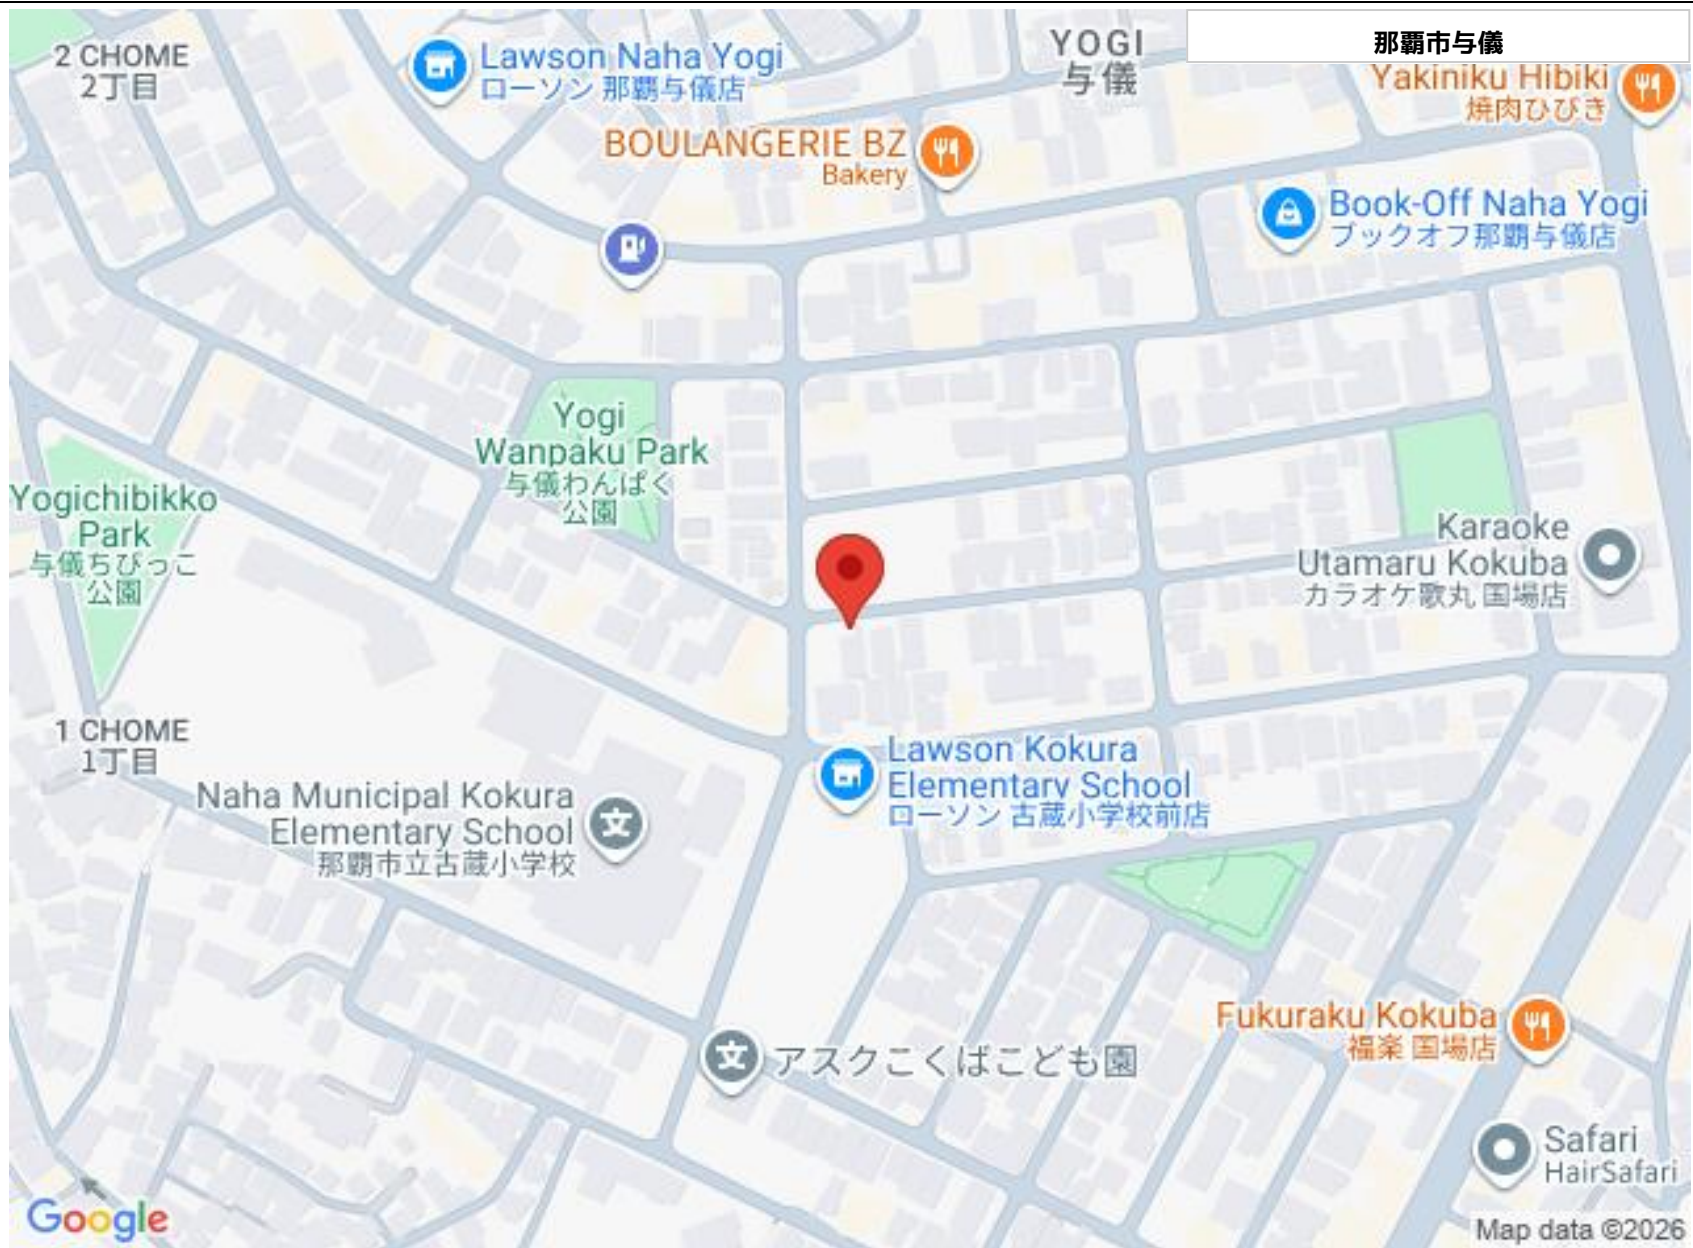 那覇市与儀
2 CHOME
2丁目
Lawson Naha Yogi
ローソン 那覇与儀店
YOGI
与儀
Yakiniku Hibiki
焼肉ひびき
BOULANGERIE BZ
Bakery
Book-Off Naha Yogi
ブックオフ那覇与儀店
Yogi
Wanpaku Park
与儀わんぱく
公園
Yogichibikko
Park
与儀ちびっこ
公園
Karaoke
Utamaru Kokuba
カラオケ歌丸 国場店
1 CHOME
1丁目
Lawson Kokura
Elementary School
ローソン 古蔵小学校前店
Naha Municipal Kokura
Elementary School
那覇市立古蔵小学校
文
Fukuraku Kokuba
福楽 国場店
文
アスクこくばこども園
Safari
HairSafari
Google
Map data ©2026